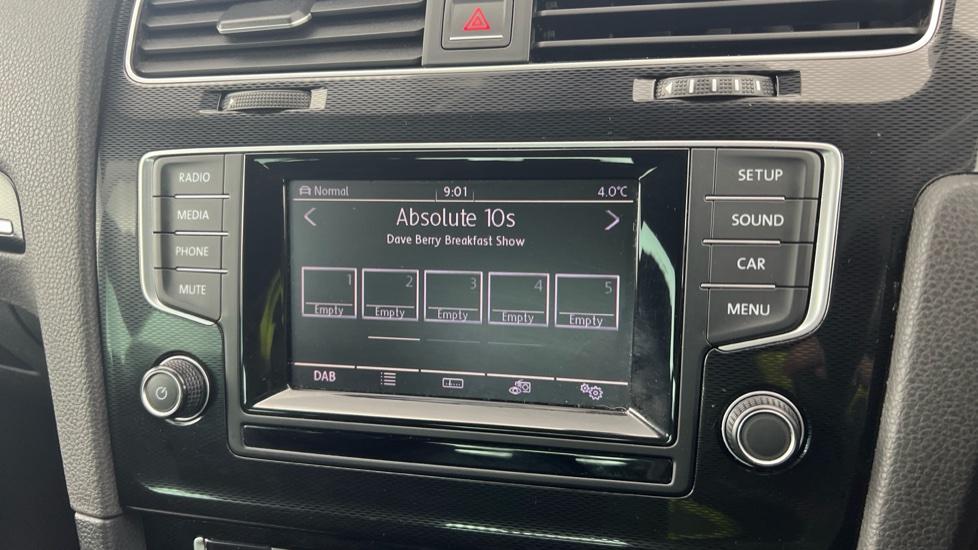 RADIO
MEDIA
PHONE
MUTE
Normal 9:01 4.0°C
< Absolute 10s >
Dave Berry Breakfast Show
1 2 3 4 5
Empty Empty Empty Empty Empty
DAB
SETUP
SOUND
CAR
MENU